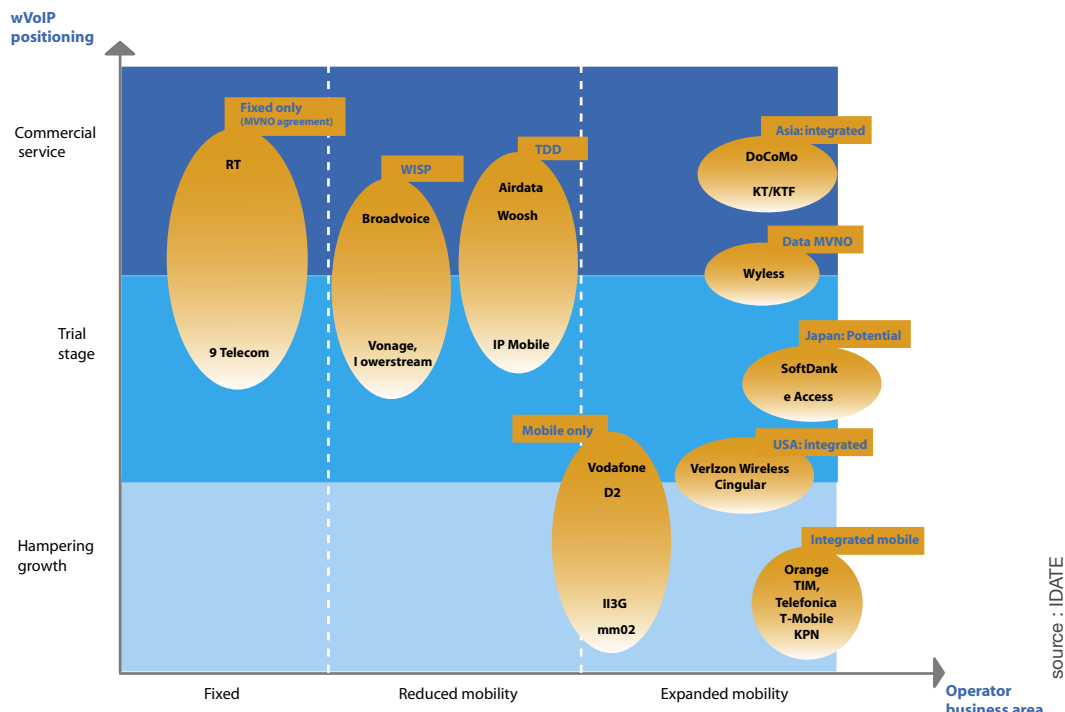 wVoIP
positioning
Commercial
service
Trial
stage
Hampering
growth
Fixed only
(MVNO agreement)
RT
9 Telecom
WISP
Broadvoice
Vonage,
I owerstream
TDD
Airdata
Woosh
IP Mobile
Asia: integrated
DoCoMo
KT/KTF
Data MVNO
Wyless
Japan: Potential
SoftDank
e Access
Mobile only
Vodafone
D2
II3G
mm02
USA: integrated
Verlzon Wireless
Cingular
Integrated mobile
Orange
TIM,
Telefonica
T-Mobile
KPN
Fixed
Reduced mobility
Expanded mobility
Operator
business area
source : IDATE